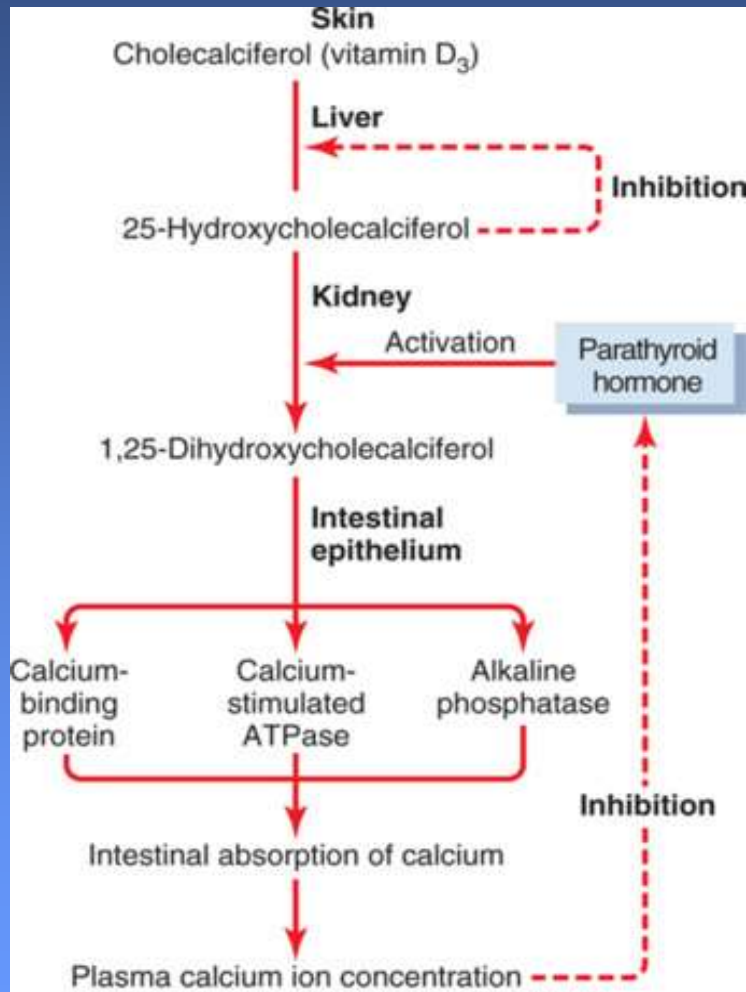 Skin
Cholecalciferol (vitamin D₃)
Liver
Inhibition
25-Hydroxycholecalciferol
Kidney
Activation
Parathyroid
hormone
1,25-Dihydroxycholecalciferol
Intestinal
epithelium
Calcium-
binding
protein
Calcium-
stimulated
ATPase
Alkaline
phosphatase
Inhibition
Intestinal absorption of calcium
Plasma calcium ion concentration